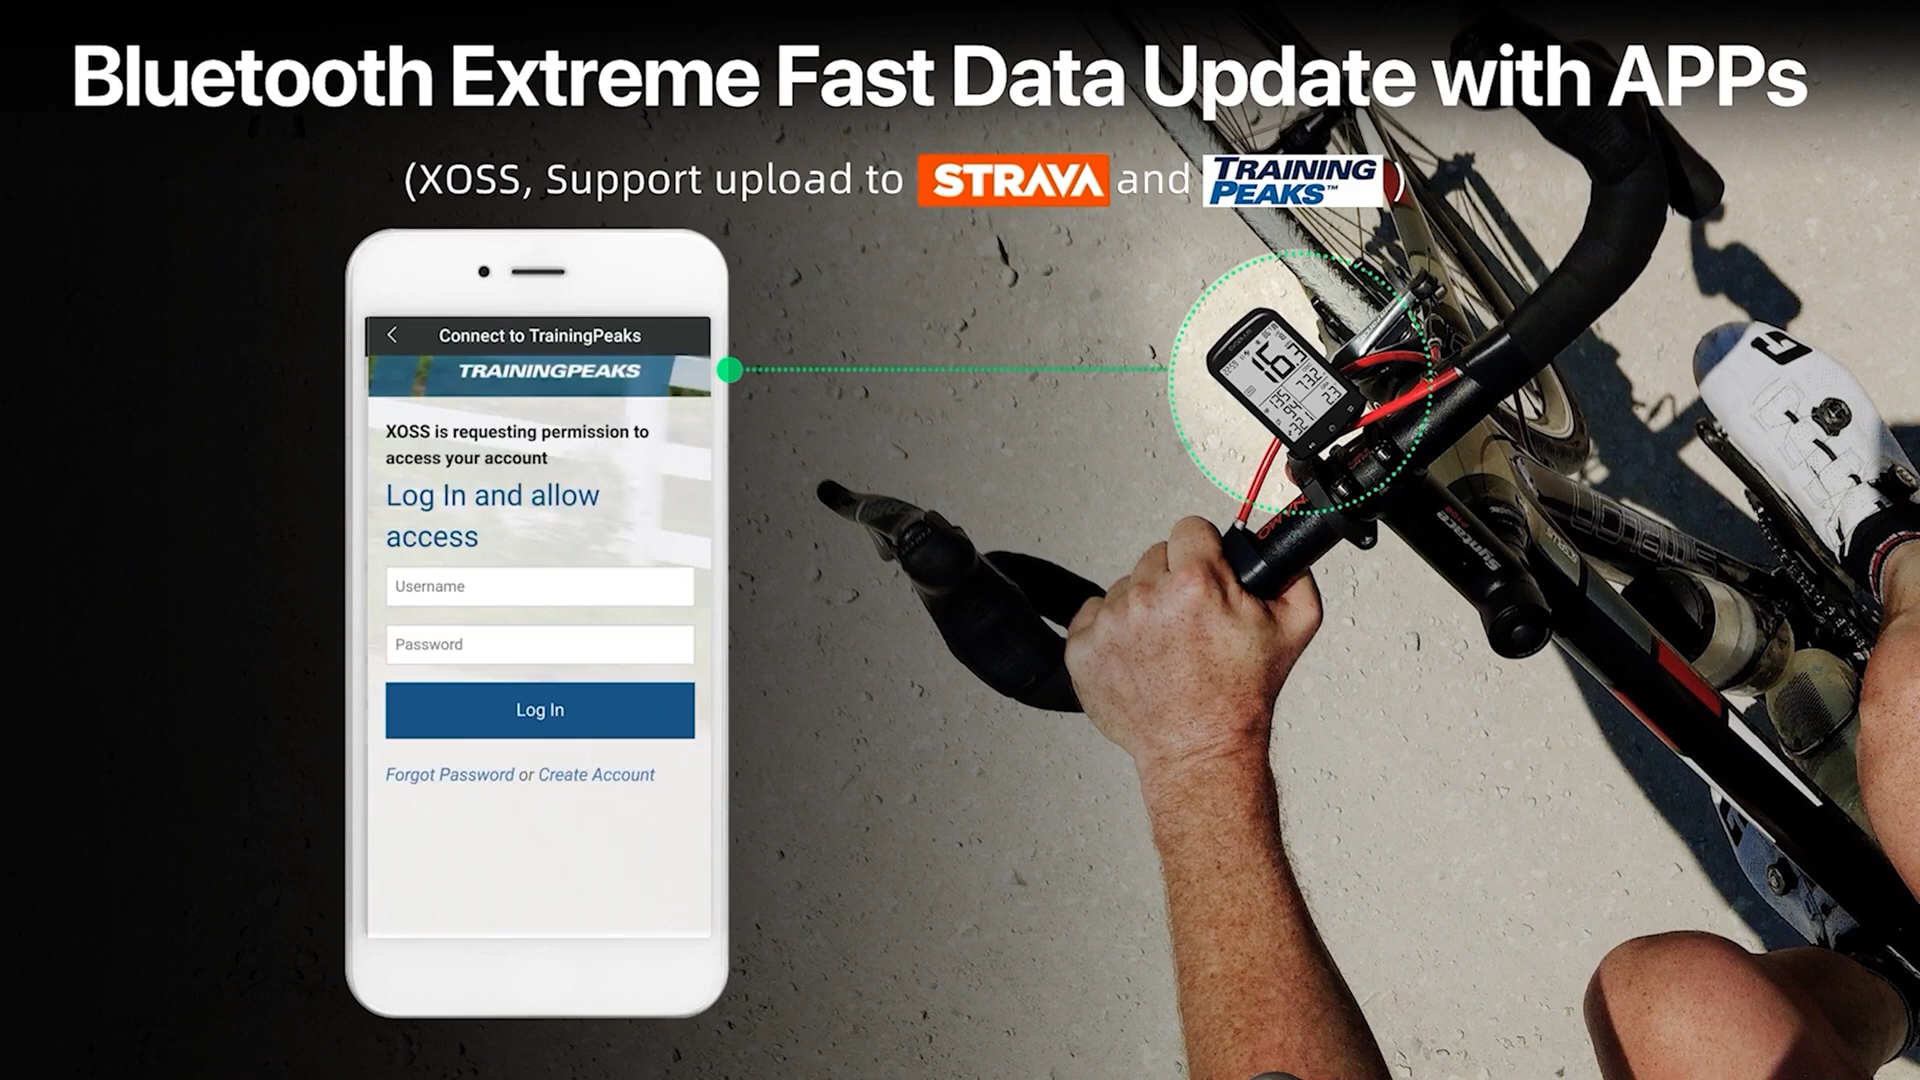 Bluetooth Extreme Fast Data Update with APPs
(XOSS, Support upload to STRAVA and TRAINING PEAKS™ )
Connect to TrainingPeaks
TRAININGPEAKS
XOSS is requesting permission to
access your account
Log In and allow
access
Username
Password
Log In
Forgot Password or Create Account
Syntace